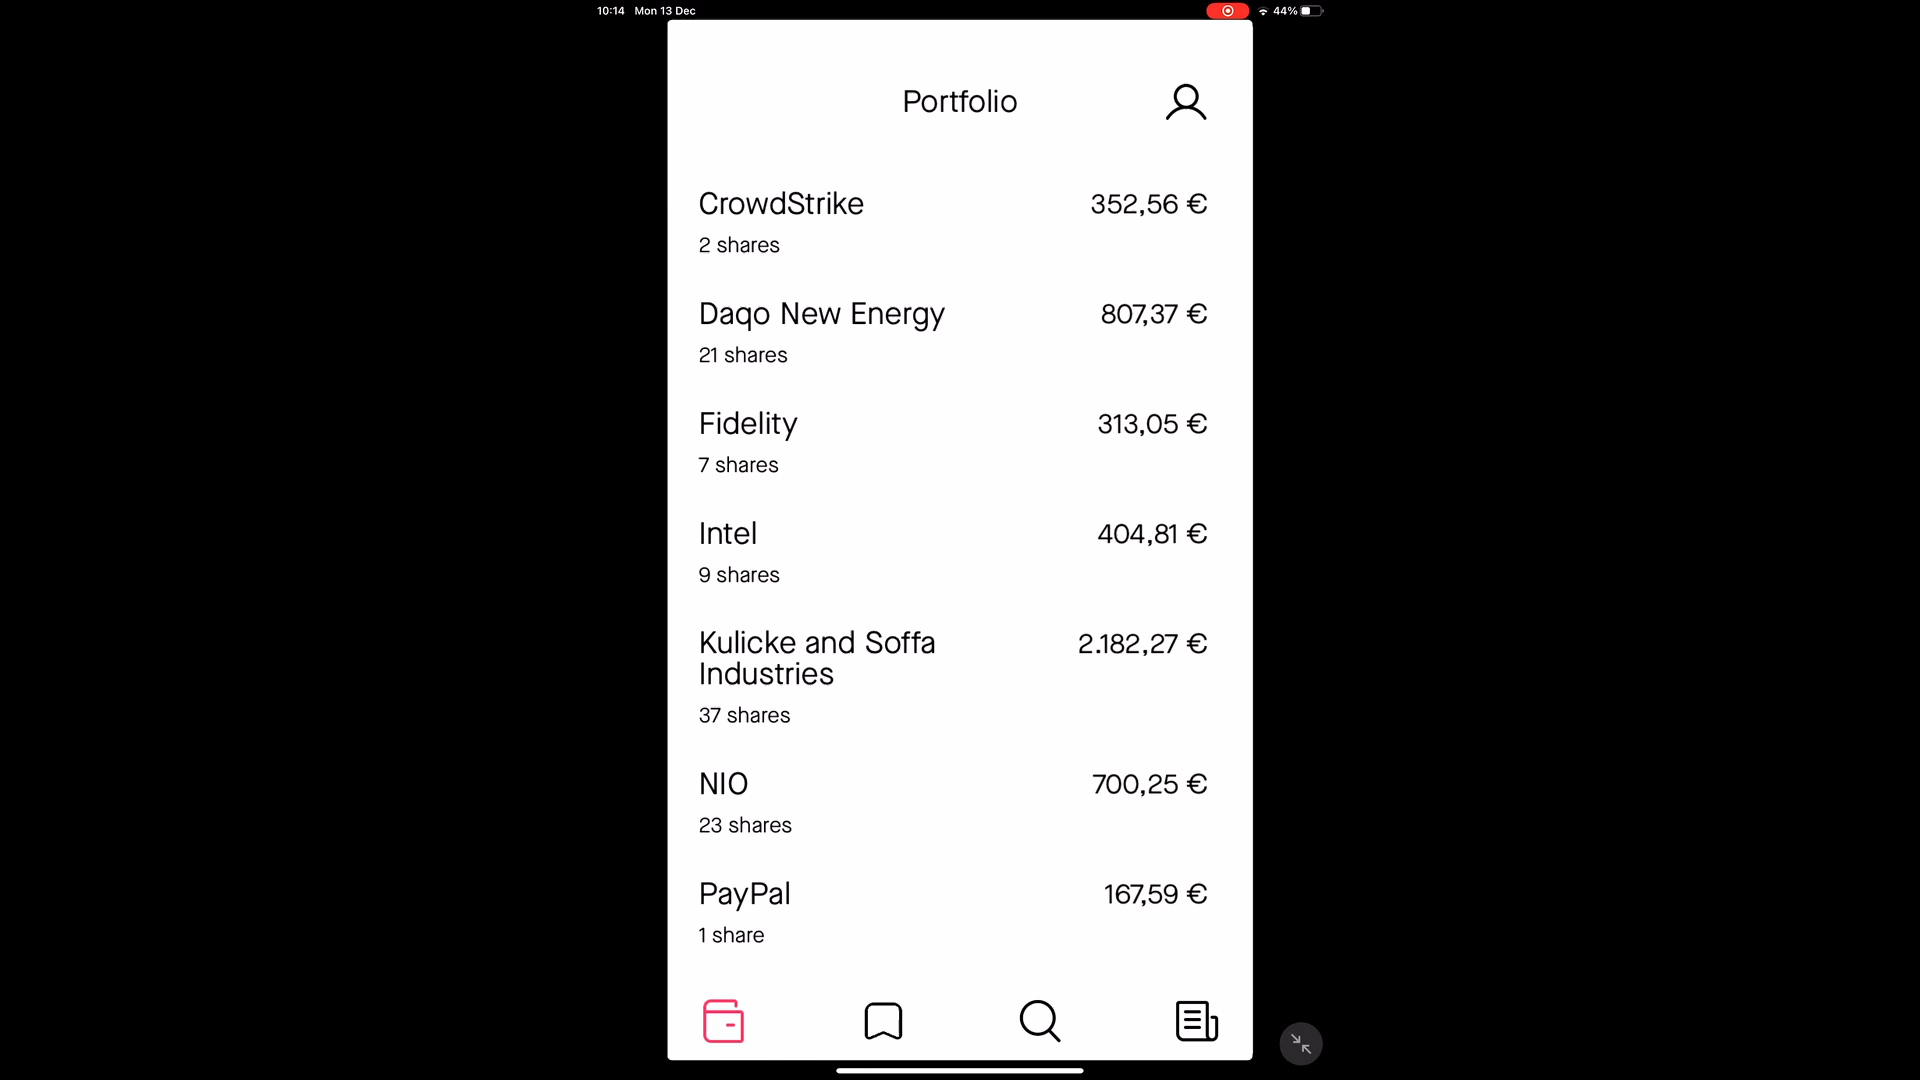 10:14 Mon 13 Dec 44%
Portfolio
CrowdStrike 352,56 €
2 shares
Daqo New Energy 807,37 €
21 shares
Fidelity 313,05 €
7 shares
Intel 404,81 €
9 shares
Kulicke and Soffa 2.182,27 €
Industries
37 shares
NIO 700,25 €
23 shares
PayPal 167,59 €
1 share